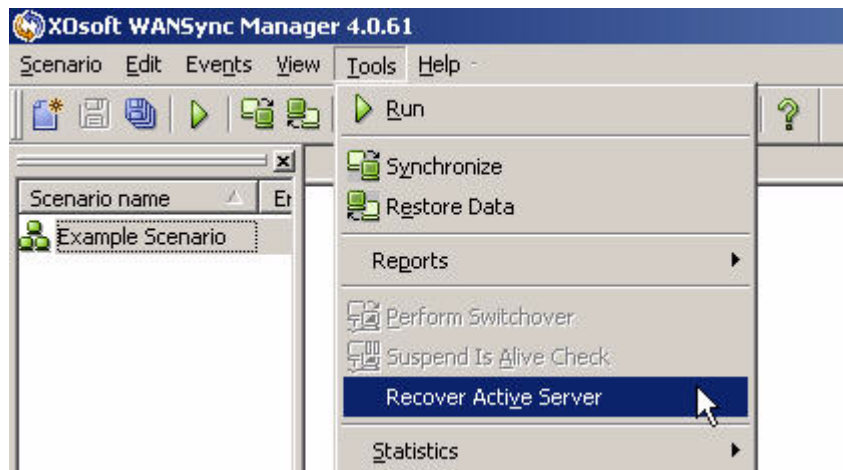 XOsoft WANSync Manager 4.0.61
Scenario Edit Events View Tools Help
Run
Synchronize
Scenario name
Restore Data
Example Scenario
Reports
Perform Switchover
Suspend Is Alive Check
Recover Active Server
Statistics